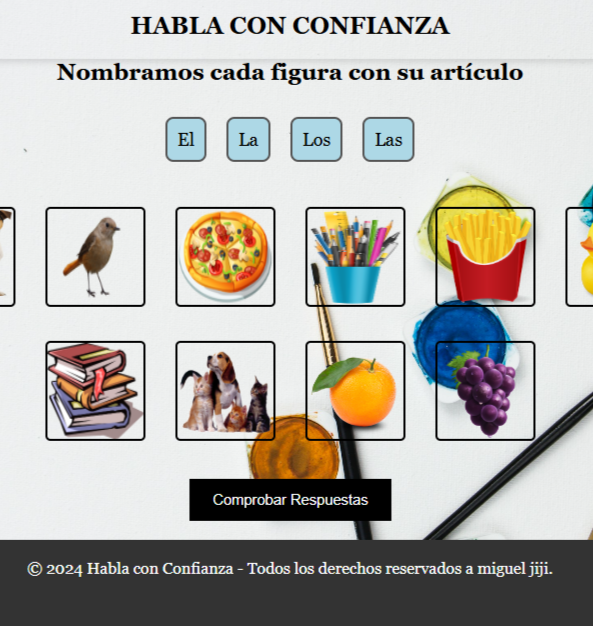 HABLA CON CONFIANZA
Nombramos cada figura con su artículo
El
La
Los
Las
Comprobar Respuestas
© 2024 Habla con Confianza - Todos los derechos reservados a miguel jiji.